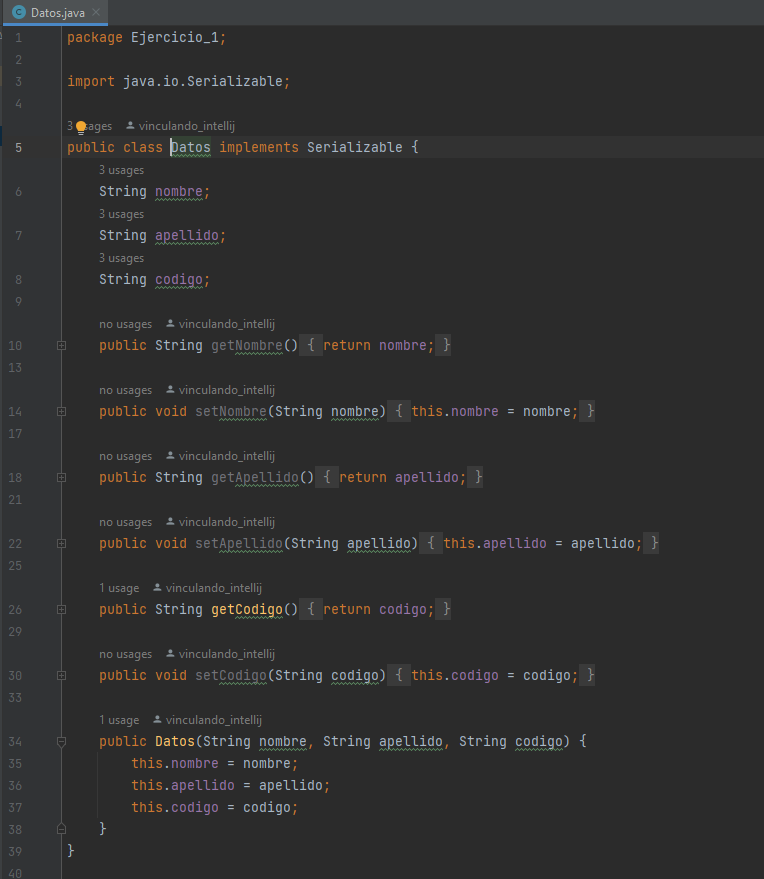 Datos.java
1 package Ejercicio_1;
2
3 import java.io.Serializable;
4
3 usages vinculando_intellij
5 public class Datos implements Serializable {
3 usages
6 String nombre;
3 usages
7 String apellido;
3 usages
8 String codigo;
9
no usages vinculando_intellij
10 public String getNombre() { return nombre; }
13
no usages vinculando_intellij
14 public void setNombre(String nombre) { this.nombre = nombre; }
17
no usages vinculando_intellij
18 public String getApellido() { return apellido; }
21
no usages vinculando_intellij
22 public void setApellido(String apellido) { this.apellido = apellido; }
25
1 usage vinculando_intellij
26 public String getCodigo() { return codigo; }
29
no usages vinculando_intellij
30 public void setCodigo(String codigo) { this.codigo = codigo; }
33
1 usage vinculando_intellij
34 public Datos(String nombre, String apellido, String codigo) {
35 this.nombre = nombre;
36 this.apellido = apellido;
37 this.codigo = codigo;
38 }
39 }
40